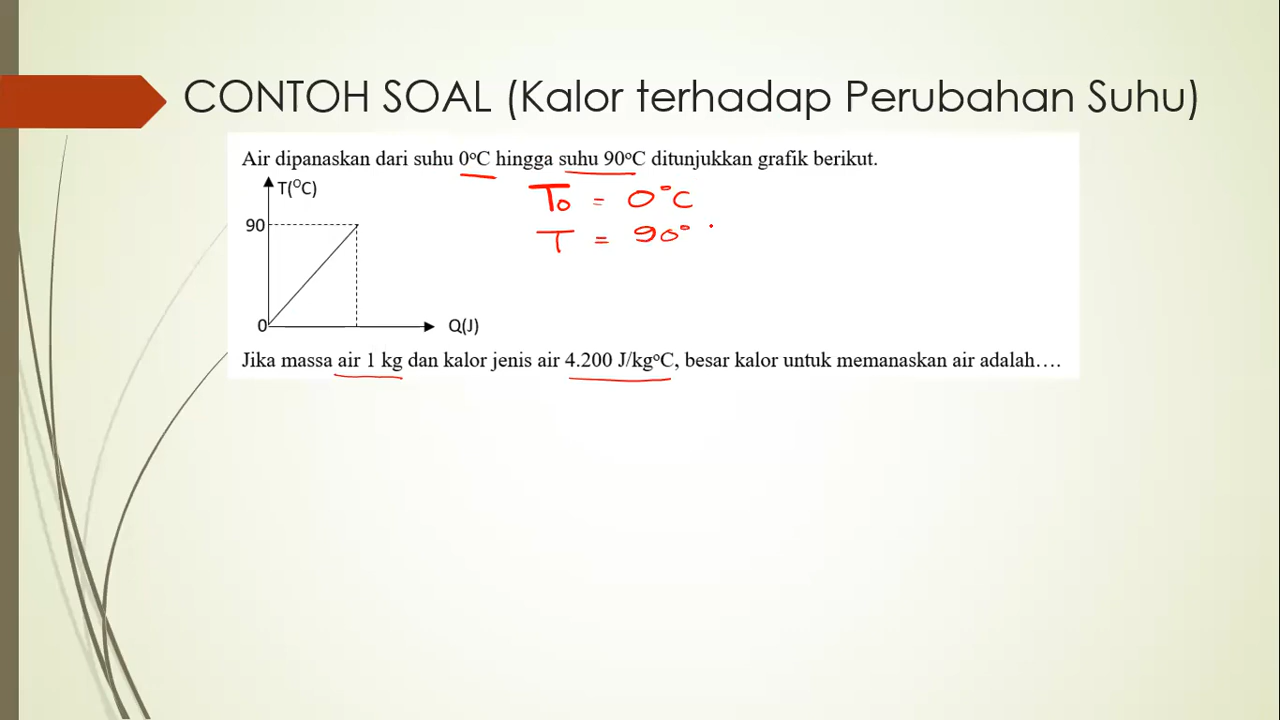 CONTOH SOAL (Kalor terhadap Perubahan Suhu)
Air dipanaskan dari suhu 0°C hingga suhu 90°C ditunjukkan grafik berikut.
T(°C)
T₀ = 0°C
90
T = 90°
0
Q(J)
Jika massa air 1 kg dan kalor jenis air 4.200 J/kg°C, besar kalor untuk memanaskan air adalah….